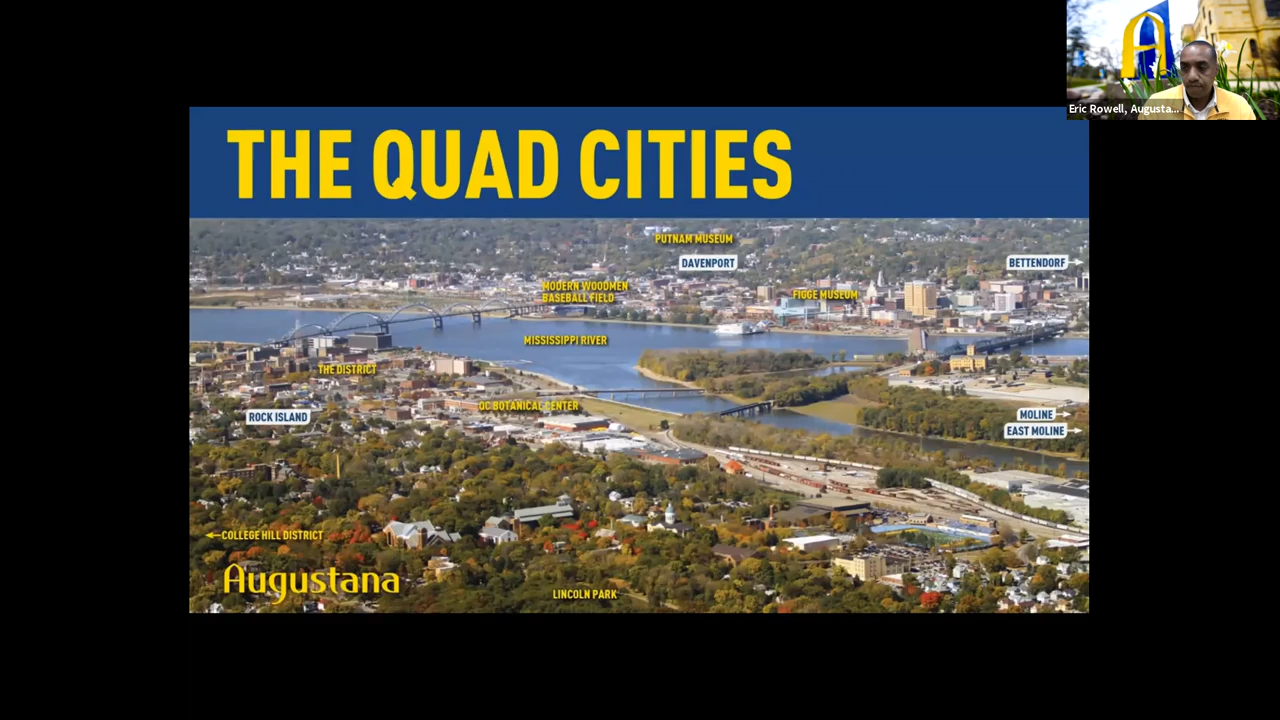 Eric Rowell, Augusta...
THE QUAD CITIES
PUTNAM MUSEUM
DAVENPORT
BETTENDORF
MODERN WOODMEN
BASEBALL FIELD
FIGGE MUSEUM
MISSISSIPPI RIVER
THE DISTRICT
QC BOTANICAL CENTER
ROCK ISLAND
MOLINE
EAST MOLINE
COLLEGE HILL DISTRICT
Augustana
LINCOLN PARK